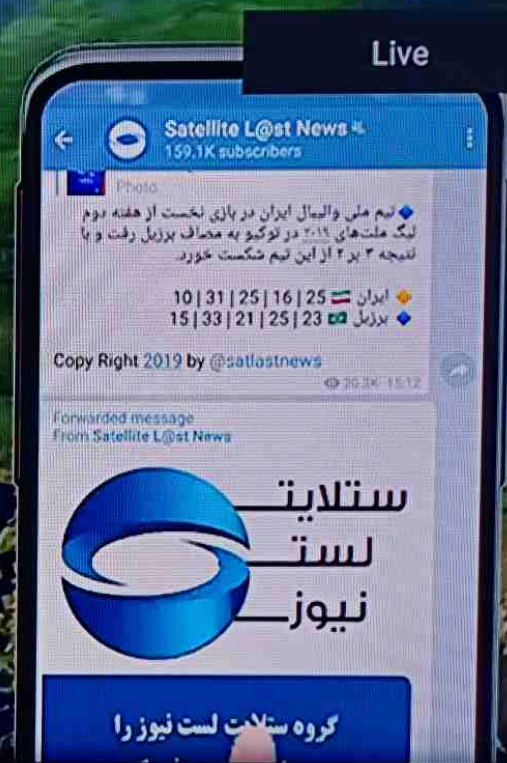 Live
Satellite L@st News
159.1K subscribers
Photo
تیم ملی والیبال ایران در بازی نخست از هفته دوم
لیگ ملت‌های ۲۰۱۹ در توکیو به مصاف برزیل رفت و با
نتیجه ۳ بر ۲ از این تیم شکست خورد.
ایران 25 | 16 | 25 | 31 | 10
برزیل 23 | 25 | 21 | 33 | 15
Copy Right 2019 by @satlastnews
20.3K 15:12
Forwarded message
From Satellite L@st News
ستلایت
لست
نیوز
گروه ستلایت لست نیوز را